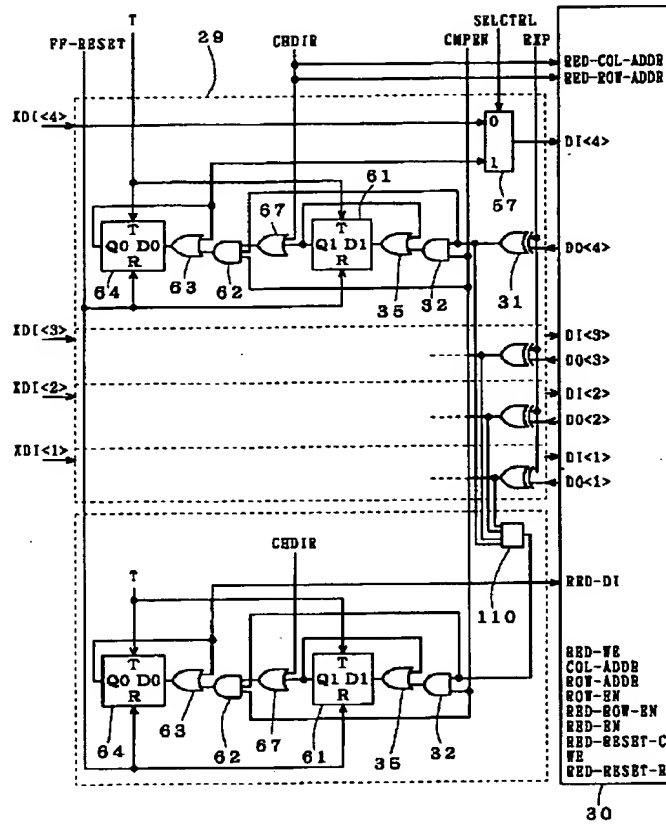 T
SELCTRL
FF-RESET
29
CHDIR
CMPEN
EXP
RED-COL-ADDR
RED-ROW-ADDR
XDI<4>
0
1
DI<4>
57
61
67
T
Q0 D0
R
T
Q1 D1
R
DO<4>
64
63
62
35
32
31
XDI<3>
DI<3>
DO<3>
XDI<2>
DI<2>
DO<2>
XDI<1>
DI<1>
DO<1>
110
CHDIR
T
RED-DI
T
Q0 D0
R
T
Q1 D1
R
64
63
62
67
61
35
32
RED-WE
COL-ADDR
ROW-ADDR
ROW-EN
RED-ROW-EN
RED-EN
RED-RESET-C
WE
RED-RESET-R
30